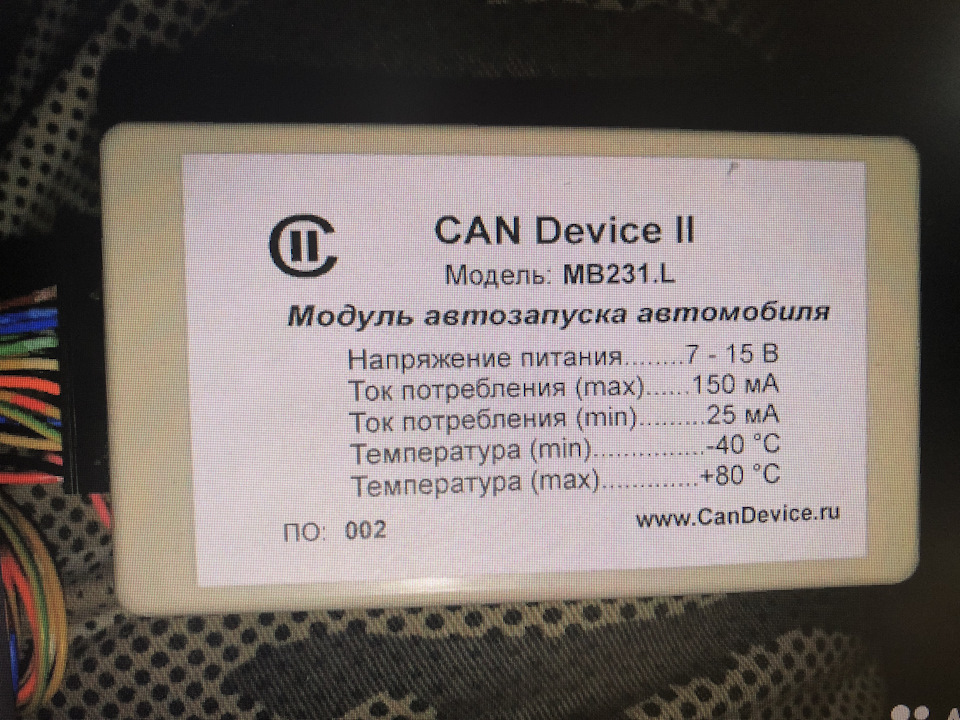 CAN Device II
Модель: MB231.L
Модуль автозапуска автомобиля
Напряжение питания........7 - 15 В
Ток потребления (max)......150 мА
Ток потребления (min).........25 мА
Температура (min)...............-40 °C
Температура (max).............+80 °C
ПО: 002
www.CanDevice.ru